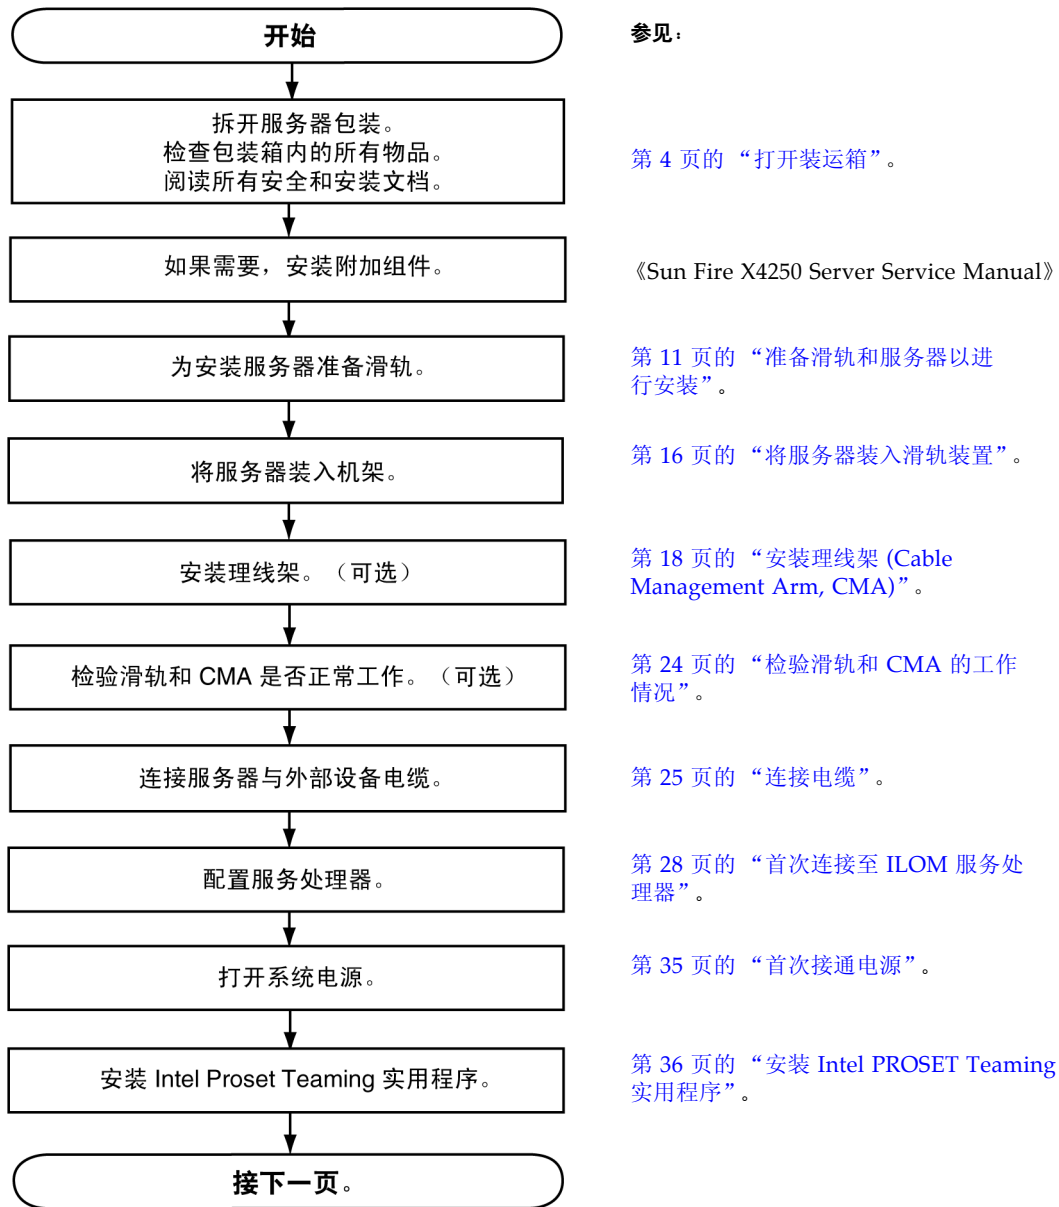 开始
参见：
拆开服务器包装。
检查包装箱内的所有物品。
阅读所有安全和安装文档。
第 4 页的 “打开装运箱”。
如果需要，安装附加组件。
《Sun Fire X4250 Server Service Manual》
为安装服务器准备滑轨。
第 11 页的 “准备滑轨和服务器以进
行安装”。
将服务器装入机架。
第 16 页的 “将服务器装入滑轨装置”。
安装理线架。（可选）
第 18 页的 “安装理线架 (Cable
Management Arm, CMA)”。
检验滑轨和 CMA 是否正常工作。（可选）
第 24 页的 “检验滑轨和 CMA 的工作
情况”。
连接服务器与外部设备电缆。
第 25 页的 “连接电缆”。
配置服务处理器。
第 28 页的 “首次连接至 ILOM 服务处
理器”。
打开系统电源。
第 35 页的 “首次接通电源”。
安装 Intel Proset Teaming 实用程序。
第 36 页的 “安装 Intel PROSET Teaming
实用程序”。
接下一页。